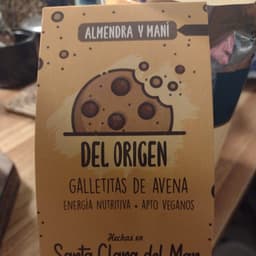 ALMENDRA Y MANÍ
DEL ORIGEN
GALLETITAS DE AVENA
ENERGÍA NUTRITIVA • APTO VEGANOS
Hechas en
Santa Clara del Mar